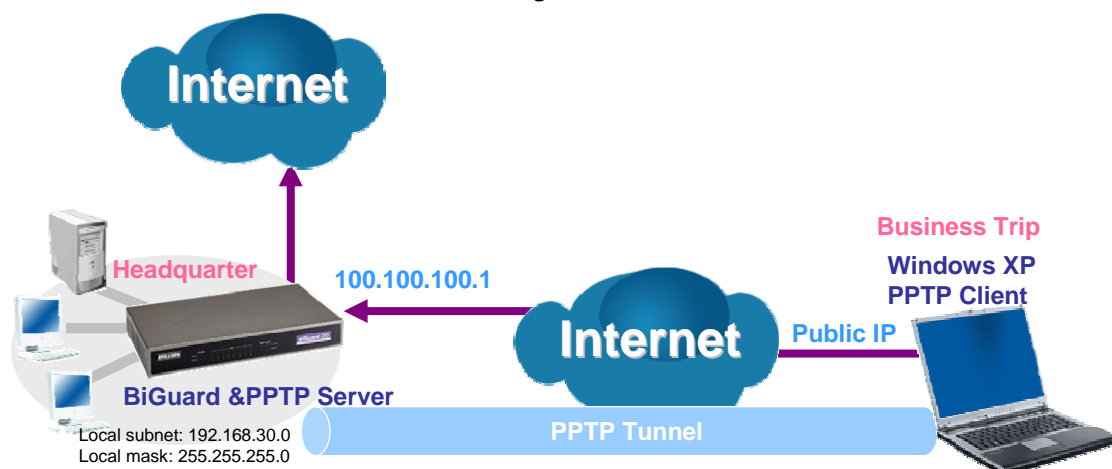 Internet
Business Trip
Headquarter
100.100.100.1
Windows XP
PPTP Client
Internet
Public IP
BiGuard &PPTP Server
PPTP Tunnel
Local subnet: 192.168.30.0
Local mask: 255.255.255.0